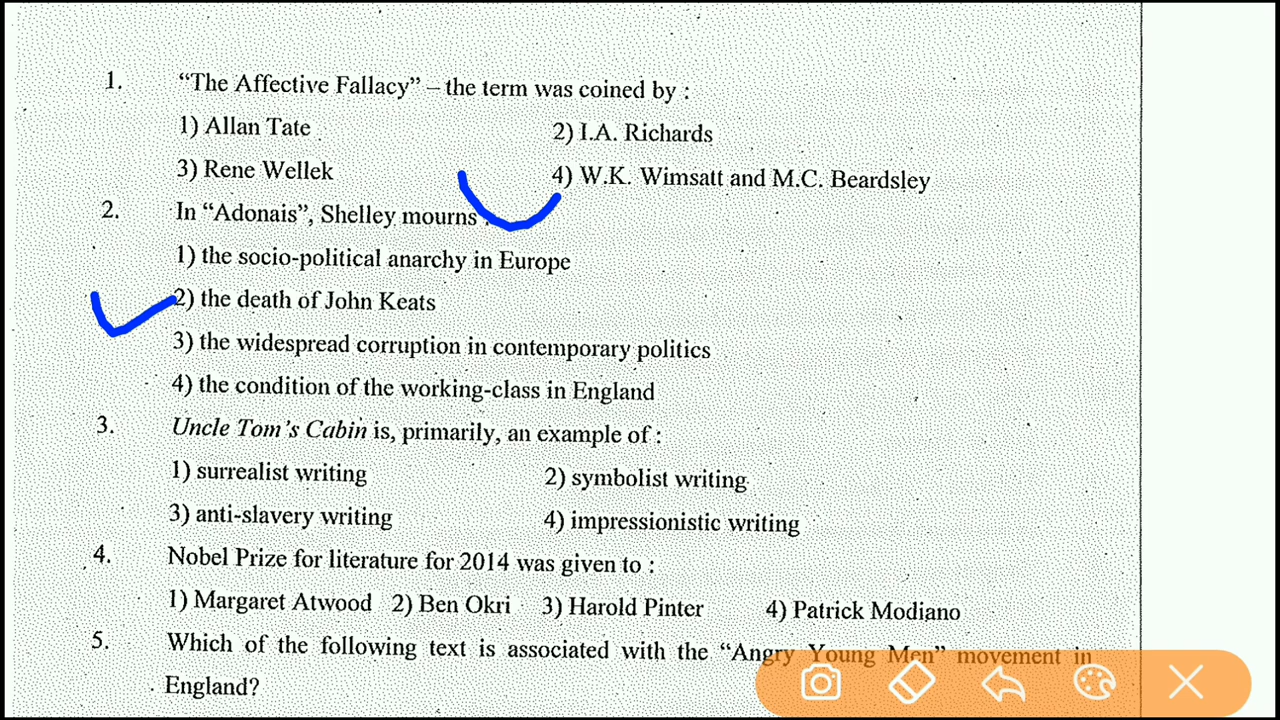 1. “The Affective Fallacy” – the term was coined by :
1) Allan Tate 2) I.A. Richards
3) Rene Wellek 4) W.K. Wimsatt and M.C. Beardsley
2. In “Adonais”, Shelley mourns :
1) the socio-political anarchy in Europe
2) the death of John Keats
3) the widespread corruption in contemporary politics
4) the condition of the working-class in England
3. Uncle Tom’s Cabin is, primarily, an example of :
1) surrealist writing 2) symbolist writing
3) anti-slavery writing 4) impressionistic writing
4. Nobel Prize for literature for 2014 was given to :
1) Margaret Atwood 2) Ben Okri 3) Harold Pinter 4) Patrick Modiano
5. Which of the following text is associated with the “Angry Young Men” movement in
England?